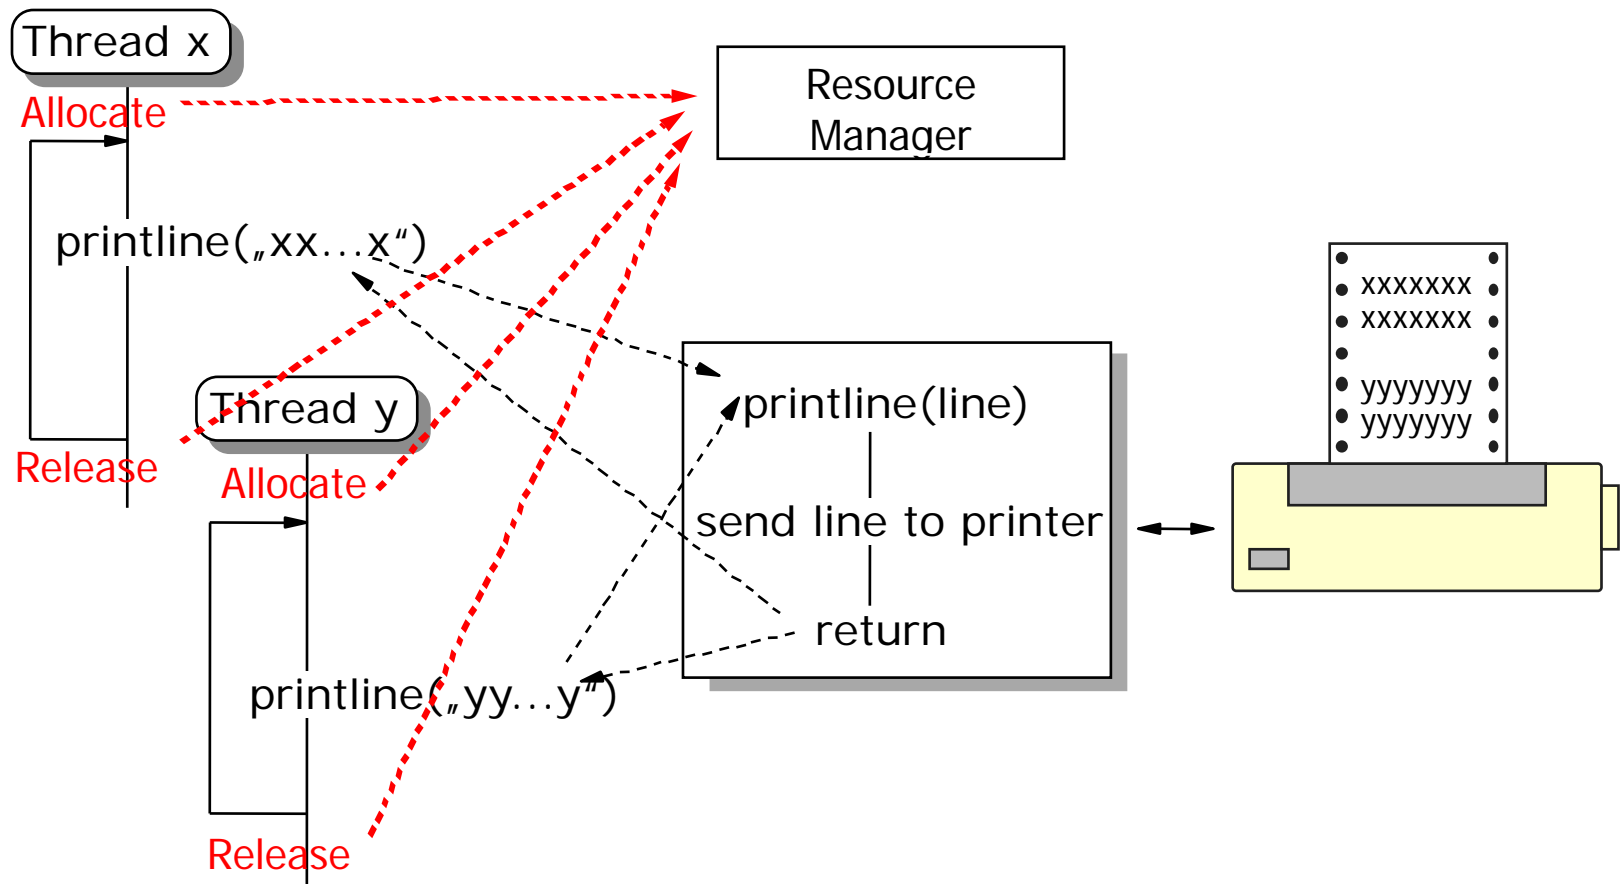 Thread x
Allocate
Resource
Manager
printline(„xx...x“)
xxxxxxx
xxxxxxx
yyyyyyy
yyyyyyy
Thread y
printline(line)
Release
Allocate
send line to printer
return
printline(„yy...y“)
Release